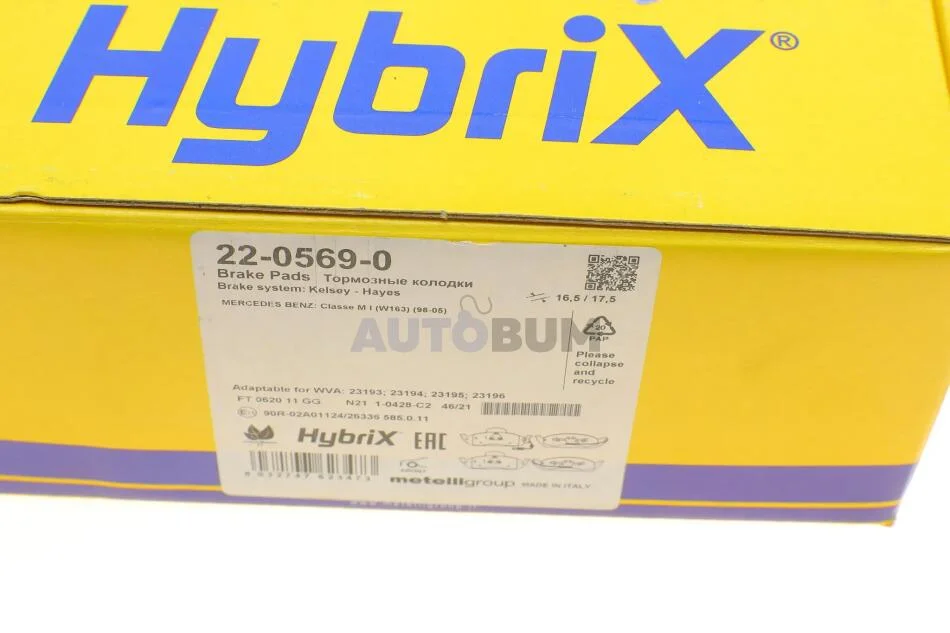 HybriX®
22-0569-0
Brake Pads Тормозные колодки
Brake system: Kelsey - Hayes
16,5 / 17,5
MERCEDES BENZ: Classe M I (W163) (98-05)
AUTOBUM
20
PAP
Please
collapse
and
recycle
Adaptable for WVA: 23193; 23194; 23195; 23196
FT 0620 11 GG N21 1-0428-C2 46/21
90R-02A01124/26336 585.0.11
HybriX EAC
metelligroup MADE IN ITALY